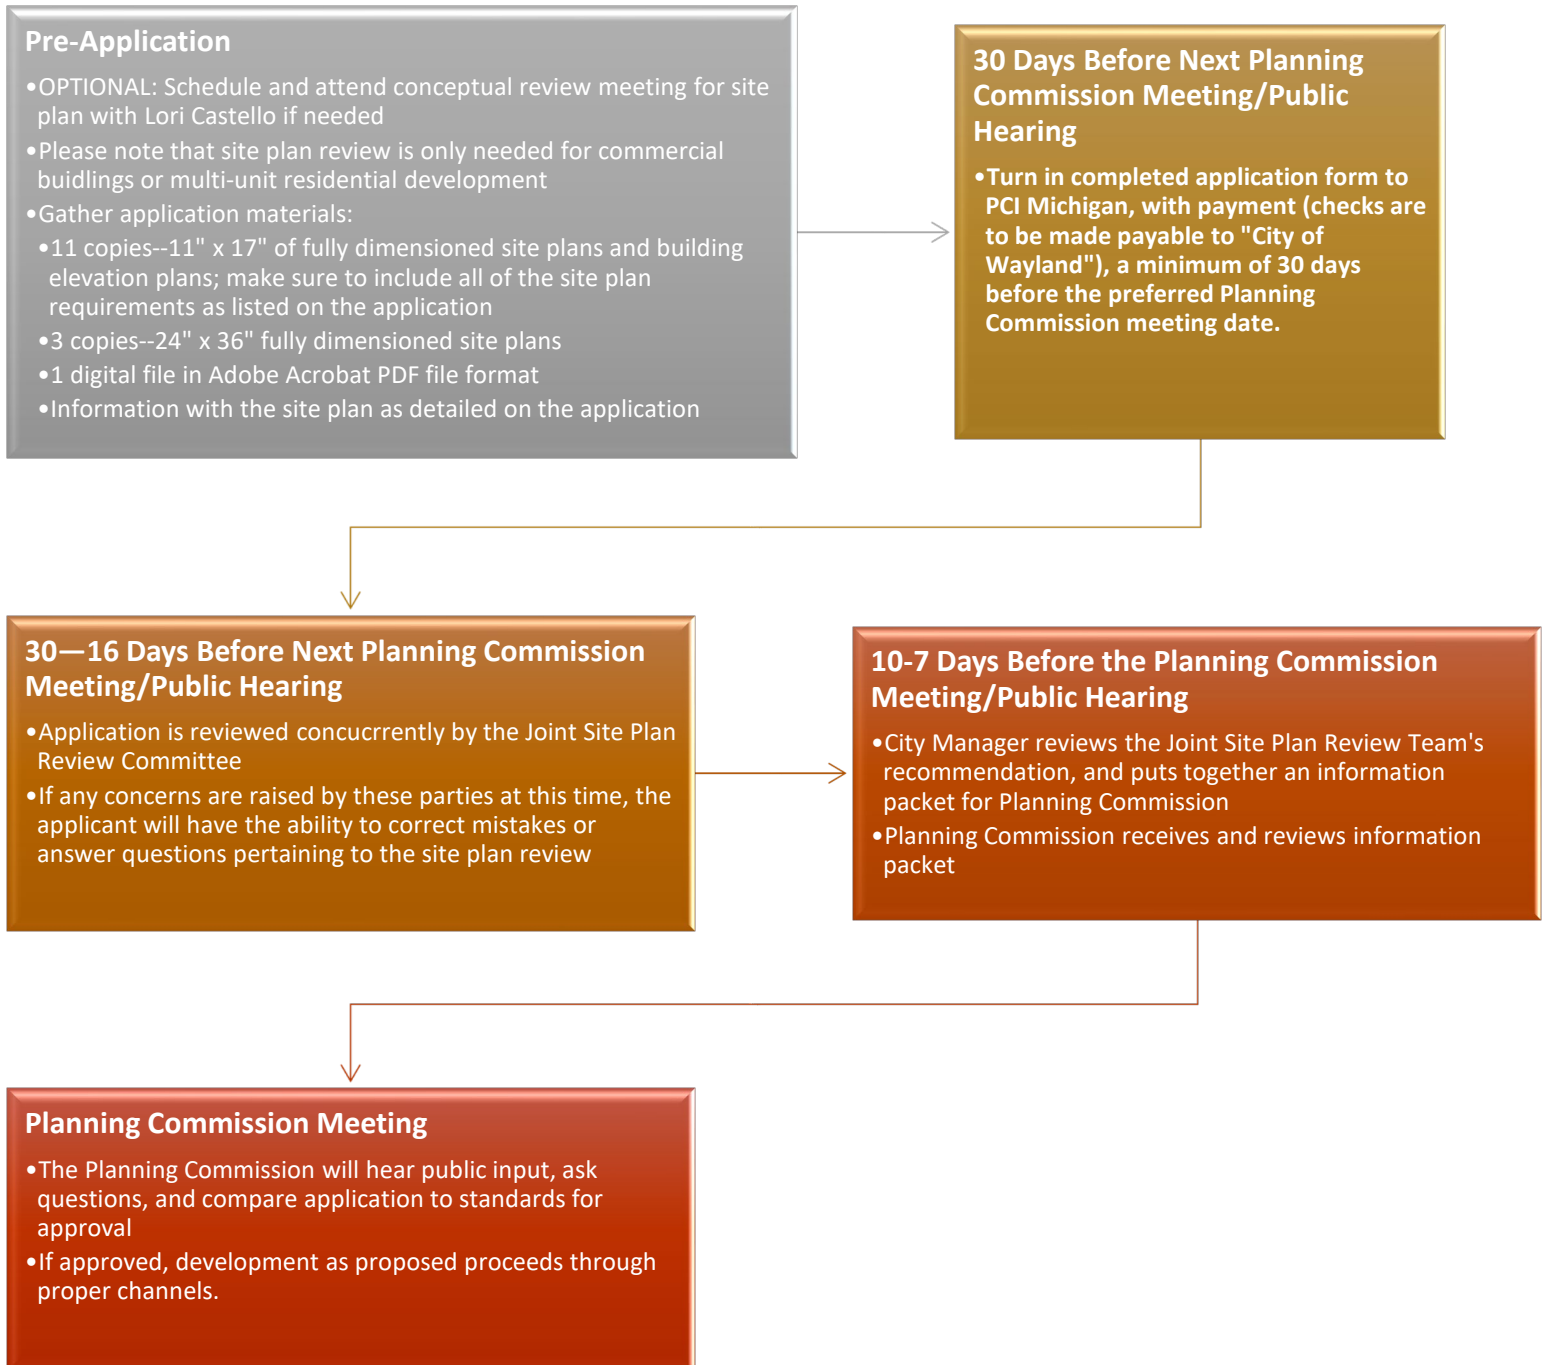 Pre-Application
•OPTIONAL: Schedule and attend conceptual review meeting for site
plan with Lori Castello if needed
•Please note that site plan review is only needed for commercial
buidlings or multi-unit residential development
•Gather application materials:
•11 copies--11" x 17" of fully dimensioned site plans and building
elevation plans; make sure to include all of the site plan
requirements as listed on the application
•3 copies--24" x 36" fully dimensioned site plans
•1 digital file in Adobe Acrobat PDF file format
•Information with the site plan as detailed on the application
30 Days Before Next Planning
Commission Meeting/Public
Hearing
•Turn in completed application form to
PCI Michigan, with payment (checks are
to be made payable to "City of
Wayland"), a minimum of 30 days
before the preferred Planning
Commission meeting date.
30—16 Days Before Next Planning Commission
Meeting/Public Hearing
•Application is reviewed concucrrently by the Joint Site Plan
Review Committee
•If any concerns are raised by these parties at this time, the
applicant will have the ability to correct mistakes or
answer questions pertaining to the site plan review
10-7 Days Before the Planning Commission
Meeting/Public Hearing
•City Manager reviews the Joint Site Plan Review Team's
recommendation, and puts together an information
packet for Planning Commission
•Planning Commission receives and reviews information
packet
Planning Commission Meeting
•The Planning Commission will hear public input, ask
questions, and compare application to standards for
approval
•If approved, development as proposed proceeds through
proper channels.